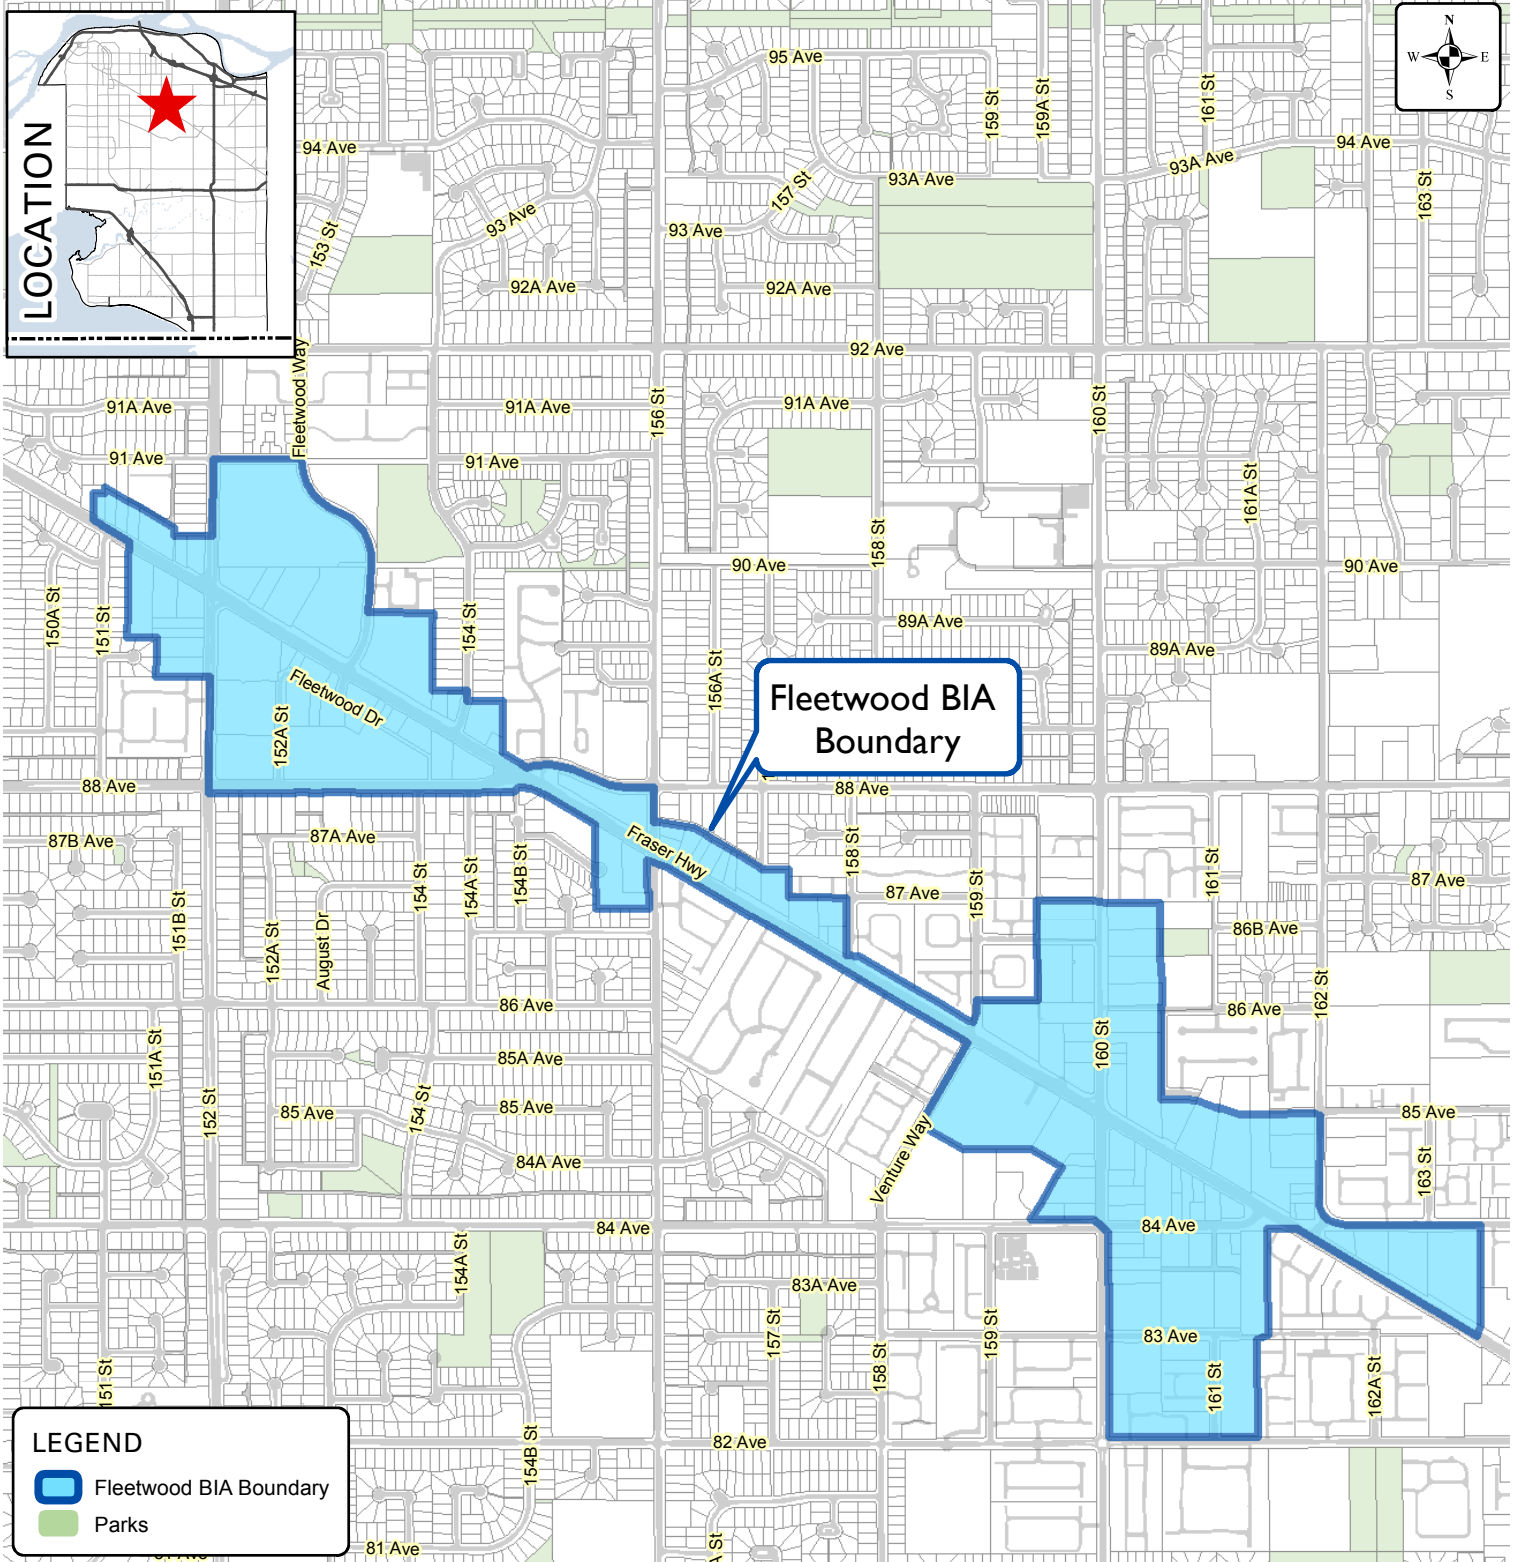 LOCATION
N
W E
S
95 Ave
159 St
159A St
161 St
94 Ave
94 Ave
93A Ave
93A Ave
157 St
163 St
153 St
93 Ave
93 Ave
92A Ave
92A Ave
Fleetwood Way
92 Ave
91A Ave
91A Ave
156 St
91A Ave
160 St
91 Ave
91 Ave
161A St
158 St
90 Ave
90 Ave
150A St
151 St
154 St
89A Ave
89A Ave
156A St
Fleetwood BIA
Boundary
Fleetwood Dr
152A St
88 Ave
88 Ave
87B Ave
87A Ave
Fraser Hwy
158 St
161 St
87 Ave
87 Ave
159 St
154 St
154A St
154B St
151B St
152A St
August Dr
86B Ave
86 Ave
86 Ave
162 St
160 St
151A St
85A Ave
152 St
85 Ave
154 St
85 Ave
85 Ave
84A Ave
Venture Way
163 St
84 Ave
84 Ave
154A St
83A Ave
157 St
158 St
159 St
83 Ave
161 St
162A St
151 St
82 Ave
154B St
81 Ave
LEGEND
Fleetwood BIA Boundary
Parks